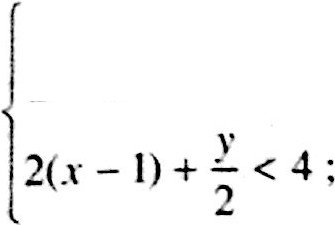 2(x − 1) + y/2 < 4 ;